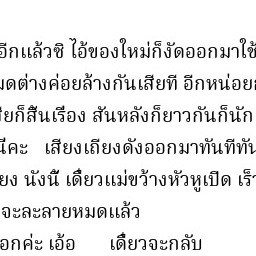 อีกแล้วซิ ไอ้ของใหม่ก็งัดออกมาใช้
มดต่างค่อยล้างกันเสียที อีกหน่อย
ก็สิ้นเรื่อง สันหลังก็ยาวกันก็นัก
นีคะ   เสียงเถียงดังออกมาทันที
ยง นังนี่ เดี๋ยวแม่ขว้างหัวหูเปิด เร็
จะละลายหมดแล้ว
อกค่ะ เอ้อ       เดี๋ยวจะกลับ